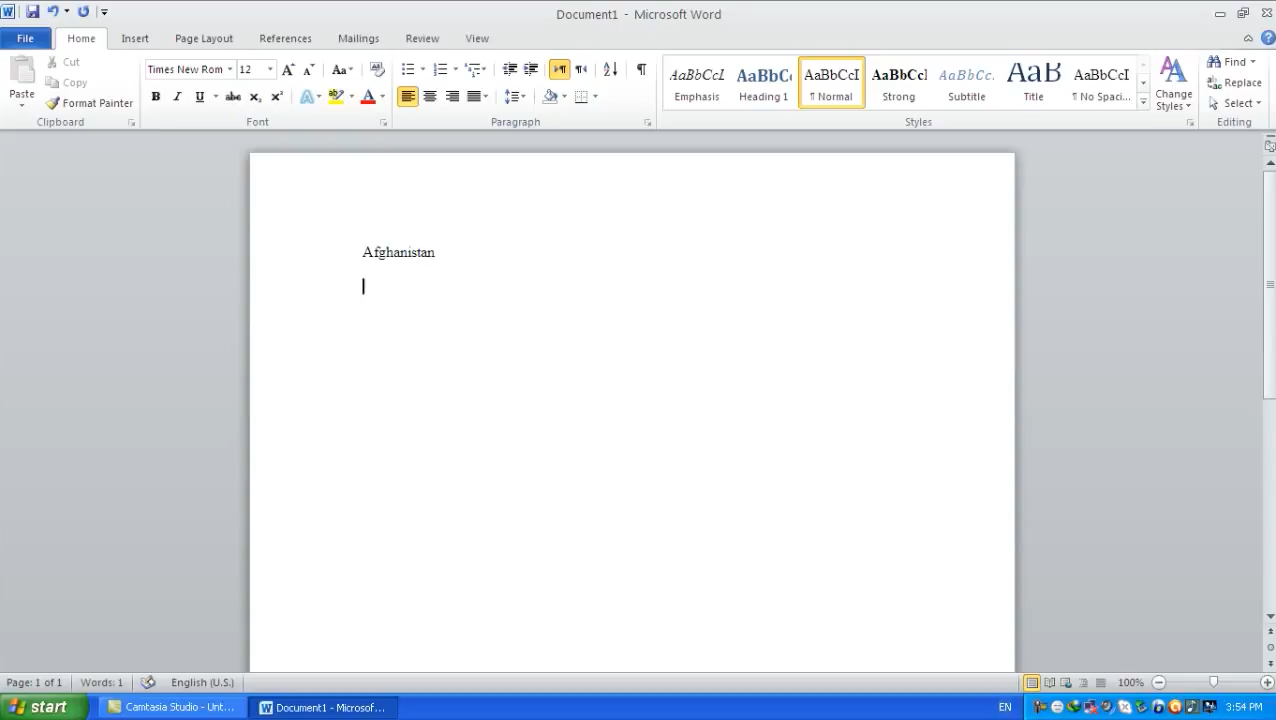 Document1 - Microsoft Word
File Home Insert Page Layout References Mailings Review View
Cut
Copy
Format Painter
Paste
Clipboard
Times New Rom 12
Font
Paragraph
AaBbCcI Emphasis
AaBbC Heading 1
AaBbCcI ¶ Normal
AaBbCcI Strong
AaBbCc. Subtitle
AaB Title
AaBbCcI ¶ No Spaci...
Change Styles
Styles
Find
Replace
Select
Editing
Afghanistan
Page: 1 of 1 Words: 1 English (U.S.) 100%
start Camtasia Studio - Unt... Document1 - Microsof... EN 3:54 PM